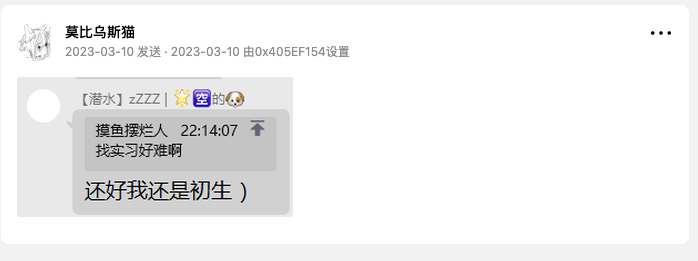 莫比乌斯猫
2023-03-10 发送 · 2023-03-10 由0x405EF154设置
【潜水】zZZZ | 🌟🈳的🐶
摸鱼摆烂人 22:14:07
找实习好难啊
还好我还是初生）